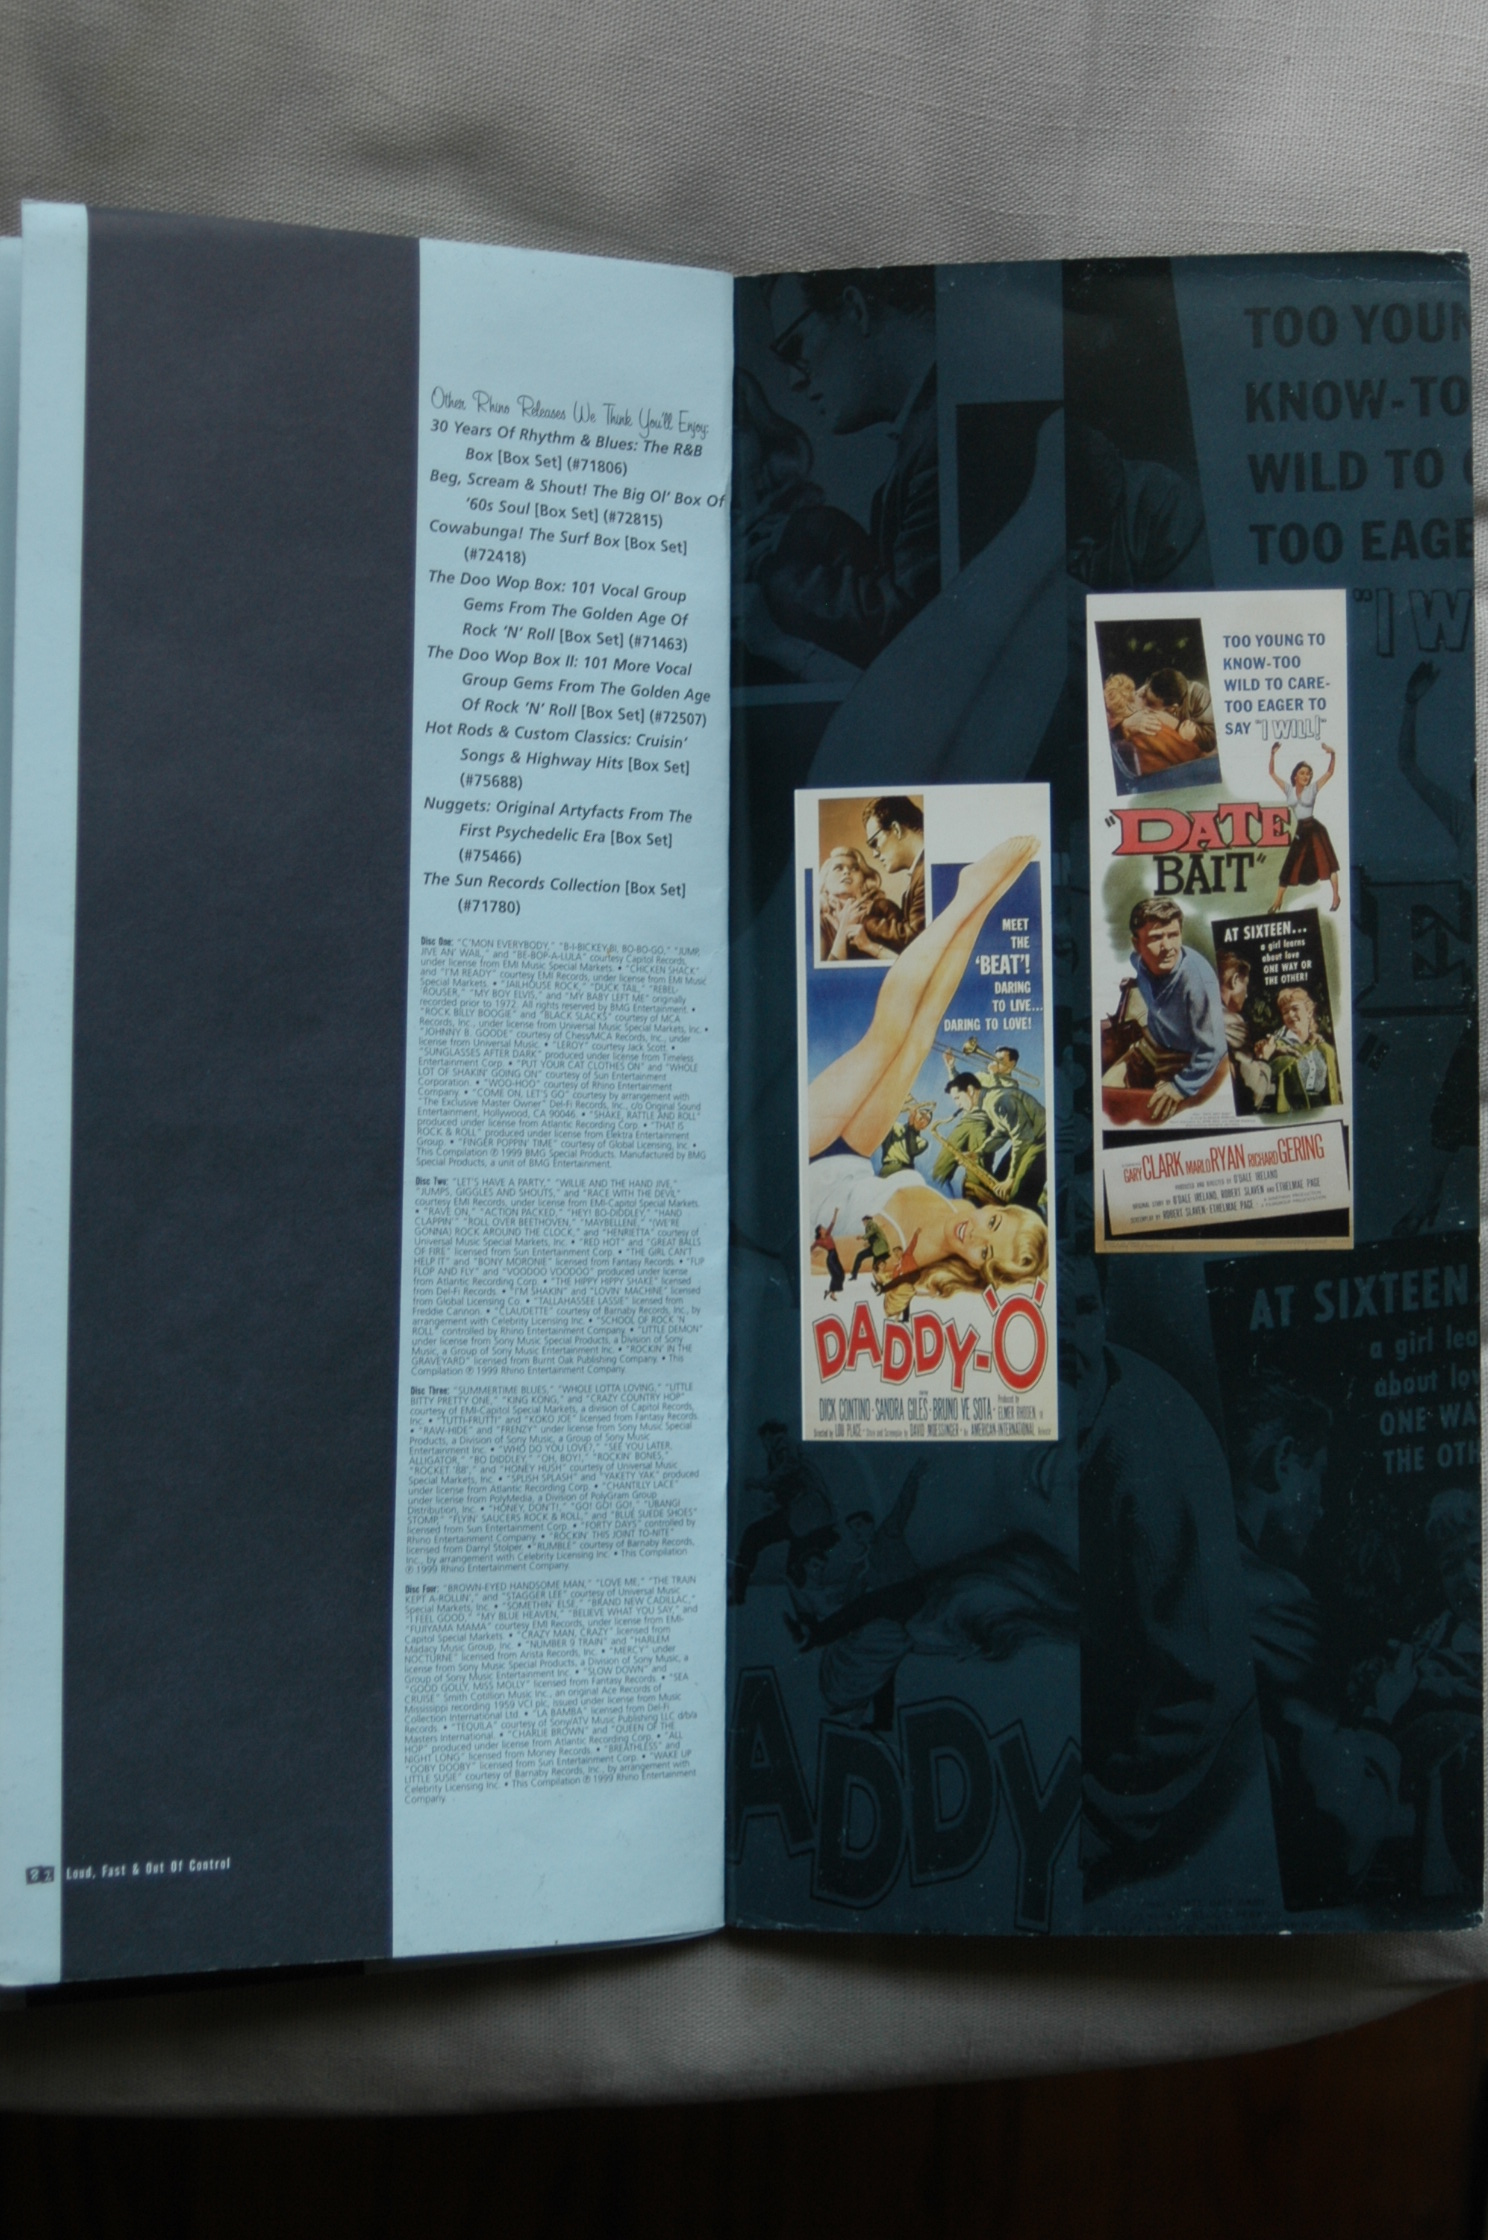 Other Rhino Releases We Think You'll Enjoy:
30 Years Of Rhythm & Blues: The R&B
Box [Box Set] (#71806)
Beg, Scream & Shout! The Big Ol' Box Of
'60s Soul [Box Set] (#72815)
Cowabunga! The Surf Box [Box Set]
(#72418)
The Doo Wop Box: 101 Vocal Group
Gems From The Golden Age Of
Rock 'N' Roll [Box Set] (#71463)
The Doo Wop Box II: 101 More Vocal
Group Gems From The Golden Age
Of Rock 'N' Roll [Box Set] (#72507)
Hot Rods & Custom Classics: Cruisin'
Songs & Highway Hits [Box Set]
(#75688)
Nuggets: Original Artyfacts From The
First Psychedelic Era [Box Set]
(#75466)
The Sun Records Collection [Box Set]
(#71780)
Disc One: "C'MON EVERYBODY," "B-I-BICKEY-BI, BO-BO-GO," "JUMP,
JIVE AN' WAIL," and "BE-BOP-A-LULA" courtesy Capitol Records,
under license from EMI Music Special Markets. • "CHICKEN SHACK"
and "I'M READY" courtesy EMI Records, under license from EMI Music
Special Markets. • "JAILHOUSE ROCK," "DUCK TAIL," "REBEL-
ROUSER," "MY BOY ELVIS," and "MY BABY LEFT ME" originally
recorded prior to 1972. All rights reserved by BMG Entertainment. •
"ROCK BILLY BOOGIE" and "BLACK SLACKS" courtesy of MCA
Records, Inc., under license from Universal Music Special Markets, Inc. •
"JOHNNY B. GOODE" courtesy of Chess/MCA Records, Inc., under
license from Universal Music. • "LEROY" courtesy Jack Scott. •
"SUNGLASSES AFTER DARK" produced under license from Timeless
Entertainment Corp. • "PUT YOUR CAT CLOTHES ON" and "WHOLE
LOT OF SHAKIN' GOING ON" courtesy of Sun Entertainment
Corporation. • "WOO-HOO" courtesy of Rhino Entertainment
Company. • "COME ON, LET'S GO" courtesy by arrangement with
"The Exclusive Master Owner" Del-Fi Records, Inc., c/o Original Sound
Entertainment, Hollywood, CA 90046. • "SHAKE, RATTLE AND ROLL"
produced under license from Atlantic Recording Corp. • "THAT IS
ROCK & ROLL" produced under license from Elektra Entertainment
Group. • "FINGER POPPIN' TIME" courtesy of Global Licensing, Inc. •
This Compilation ℗ 1999 BMG Special Products. Manufactured by BMG
Special Products, a unit of BMG Entertainment.
Disc Two: "LET'S HAVE A PARTY," "WILLIE AND THE HAND JIVE,"
"JUMPS, GIGGLES AND SHOUTS," and "RACE WITH THE DEVIL"
courtesy EMI Records, under license from EMI-Capitol Special Markets.
• "RAVE ON," "ACTION PACKED," "HEY! BO-DIDDLEY," "HAND
CLAPPIN'," "ROLL OVER BEETHOVEN," "MAYBELLENE," "(WE'RE
GONNA) ROCK AROUND THE CLOCK," and "HENRIETTA" courtesy of
Universal Music Special Markets, Inc. • "RED HOT" and "GREAT BALLS
OF FIRE" licensed from Sun Entertainment Corp. • "THE GIRL CAN'T
HELP IT" and "BONY MORONIE" licensed from Fantasy Records. • "FLIP
FLOP AND FLY" and "VOODOO VOODOO" produced under license
from Atlantic Recording Corp. • "THE HIPPY HIPPY SHAKE" licensed
from Del-Fi Records. • "I'M SHAKIN'" and "LOVIN' MACHINE" licensed
from Global Licensing Co. • "TALLAHASSEE LASSIE" licensed from
Freddie Cannon. • "CLAUDETTE" courtesy of Barnaby Records, Inc., by
arrangement with Celebrity Licensing Inc. • "SCHOOL OF ROCK 'N
ROLL" controlled by Rhino Entertainment Company. • "LITTLE DEMON"
under license from Sony Music Special Products, a Division of Sony
Music, a Group of Sony Music Entertainment Inc. • "ROCKIN' IN THE
GRAVEYARD" licensed from Burnt Oak Publishing Company. • This
Compilation ℗ 1999 Rhino Entertainment Company.
Disc Three: "SUMMERTIME BLUES," "WHOLE LOTTA LOVING," "LITTLE
BITTY PRETTY ONE," "KING KONG," and "CRAZY COUNTRY HOP"
courtesy of EMI-Capitol Special Markets, a division of Capitol Records,
Inc. • "TUTTI-FRUTTI" and "KOKO JOE" licensed from Fantasy Records.
• "RAW-HIDE" and "FRENZY" under license from Sony Music Special
Products, a Division of Sony Music, a Group of Sony Music
Entertainment Inc. • "WHO DO YOU LOVE?," "SEE YOU LATER,
ALLIGATOR," "BO DIDDLEY," "OH, BOY!," "ROCKIN' BONES,"
"ROCKET '88'," and "HONEY HUSH" courtesy of Universal Music
Special Markets, Inc. • "SPLISH SPLASH" and "YAKETY YAK" produced
under license from Atlantic Recording Corp. • "CHANTILLY LACE"
under license from PolyMedia, a Division of PolyGram Group
Distribution, Inc. • "HONEY, DON'T!," "GO! GO! GO!," "UBANGI
STOMP," "FLYIN' SAUCERS ROCK & ROLL," and "BLUE SUEDE SHOES"
licensed from Sun Entertainment Corp. • "FORTY DAYS" controlled by
Rhino Entertainment Company. • "ROCKIN' THIS JOINT TO-NITE"
licensed from Darryl Stolper. • "RUMBLE" courtesy of Barnaby Records,
Inc., by arrangement with Celebrity Licensing Inc. • This Compilation
℗ 1999 Rhino Entertainment Company.
Disc Four: "BROWN-EYED HANDSOME MAN," "LOVE ME," "THE TRAIN
KEPT A-ROLLIN'," and "STAGGER LEE" courtesy of Universal Music
Special Markets, Inc. • "SOMETHIN' ELSE," "BRAND NEW CADILLAC,"
"I FEEL GOOD," "MY BLUE HEAVEN," "BELIEVE WHAT YOU SAY," and
"FUJIYAMA MAMA" courtesy EMI Records, under license from EMI-
Capitol Special Markets. • "CRAZY MAN, CRAZY" licensed from
Madacy Music Group, Inc. • "NUMBER 9 TRAIN" and "HARLEM
NOCTURNE" licensed from Arista Records, Inc. • "MERCY" under
license from Sony Music Special Products, a Division of Sony Music, a
Group of Sony Music Entertainment Inc. • "SLOW DOWN" and
"GOOD GOLLY, MISS MOLLY" licensed from Fantasy Records. • "SEA
CRUISE" Smith Cotillion Music Inc., an original Ace Records of
Mississippi recording 1959 VCI plc, issued under license from Music
Collection International Ltd. • "LA BAMBA" licensed from Del-Fi
Records. • "TEQUILA" courtesy of Sony/ATV Music Publishing LLC d/b/a
Masters International. • "CHARLIE BROWN" and "QUEEN OF THE
HOP" produced under license from Atlantic Recording Corp. • "ALL
NIGHT LONG" licensed from Money Records. • "BREATHLESS" and
"OOBY DOOBY" licensed from Sun Entertainment Corp. • "WAKE UP
LITTLE SUSIE" courtesy of Barnaby Records, Inc., by arrangement with
Celebrity Licensing Inc. • This Compilation ℗ 1999 Rhino Entertainment
Company.
22 Loud, Fast & Out Of Control
TOO YOUN
KNOW-TO
WILD TO
TOO EAGE
"I W
MEET
THE
'BEAT'!
DARING
TO LIVE...
DARING TO LOVE!
DADDY-'O'
DICK CONTINO • SANDRA GILES • BRUNO VE SOTA
Produced by
ELMER RHODEN JR
Directed by LOU PLACE • Story and Screenplay by DAVID MOESSINGER • An AMERICAN-INTERNATIONAL
TOO YOUNG TO
KNOW-TOO
WILD TO CARE-
TOO EAGER TO
SAY "I WILL!"
"DATE
BAIT"
AT SIXTEEN...
a girl learns
about love
ONE WAY OR
THE OTHER!
GARY CLARK MARLO RYAN RICHARD GERING
PRODUCED AND DIRECTED BY O'DALE IRELAND
ORIGINAL STORY BY O'DALE IRELAND, ROBERT SLAVEN AND ETHELMAE PAGE
SCREENPLAY BY ROBERT SLAVEN • ETHELMAE PAGE
AT SIXTEEN
a girl lea
about lov
ONE WA
THE OTH
ADDY